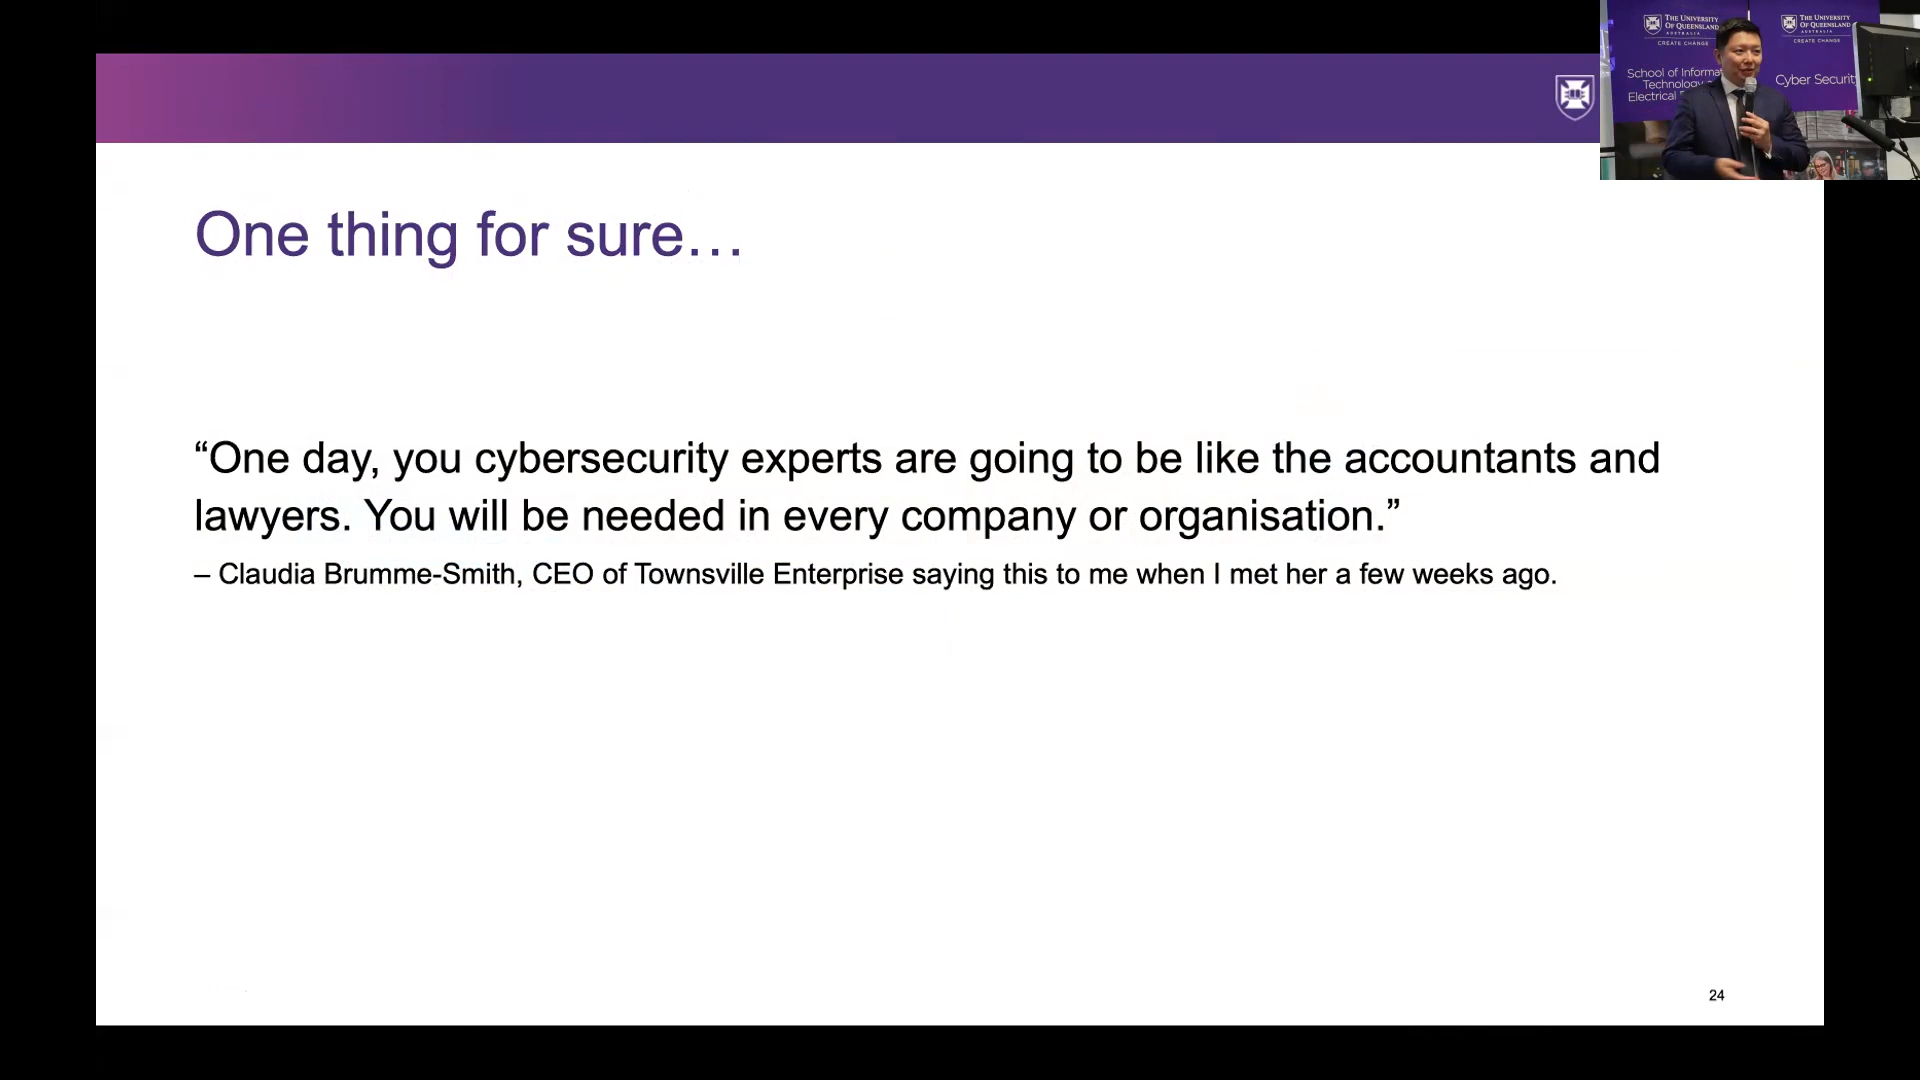 One thing for sure…
“One day, you cybersecurity experts are going to be like the accountants and
lawyers. You will be needed in every company or organisation.”
– Claudia Brumme-Smith, CEO of Townsville Enterprise saying this to me when I met her a few weeks ago.
24
THE UNIVERSITY
OF QUEENSLAND
AUSTRALIA
CREATE CHANGE
School of
Technology
Electrical
THE UNIVERSITY
OF QUEENSLAND
AUSTRALIA
CREATE CHANGE
Cyber Security